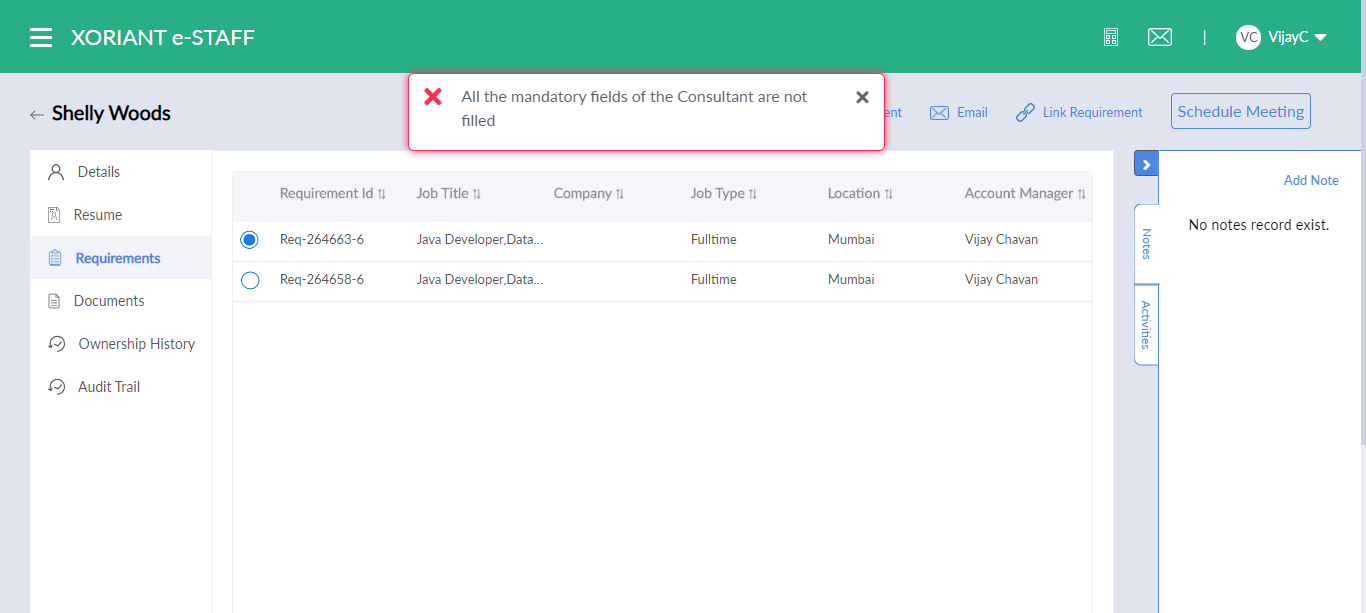 XORIANT e-STAFF
VC VijayC
Shelly Woods
All the mandatory fields of the Consultant are not
filled
Email
Link Requirement
Schedule Meeting
Details
Resume
Requirements
Documents
Ownership History
Audit Trail
Requirement Id Job Title Company Job Type Location Account Manager
Req-264663-6 Java Developer,Data... Fulltime Mumbai Vijay Chavan
Req-264658-6 Java Developer,Data... Fulltime Mumbai Vijay Chavan
Add Note
No notes record exist.
Notes
Activities